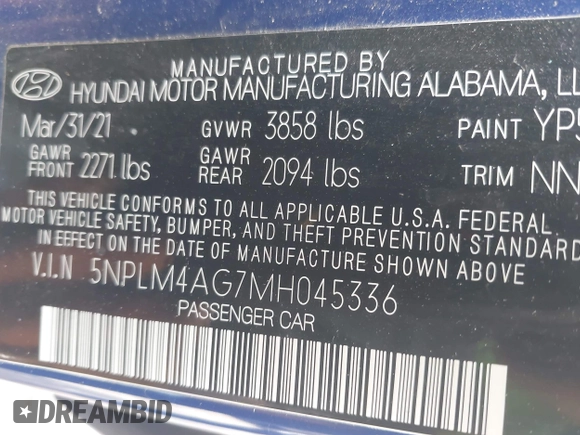 MANUFACTURED BY
HYUNDAI MOTOR MANUFACTURING ALABAMA, LL
Mar/31/21 GVWR 3858 lbs PAINT YP5
GAWR FRONT 2271 lbs GAWR REAR 2094 lbs TRIM NN
THIS VEHICLE CONFORMS TO ALL APPLICABLE U.S.A. FEDERAL
MOTOR VEHICLE SAFETY, BUMPER, AND THEFT PREVENTION STA
IN EFFECT ON THE DATE OF MANUFACTURE SHOWN ABOVE
V.I.N 5NPLM4AG7MH045336
PASSENGER CAR
DREAMBID